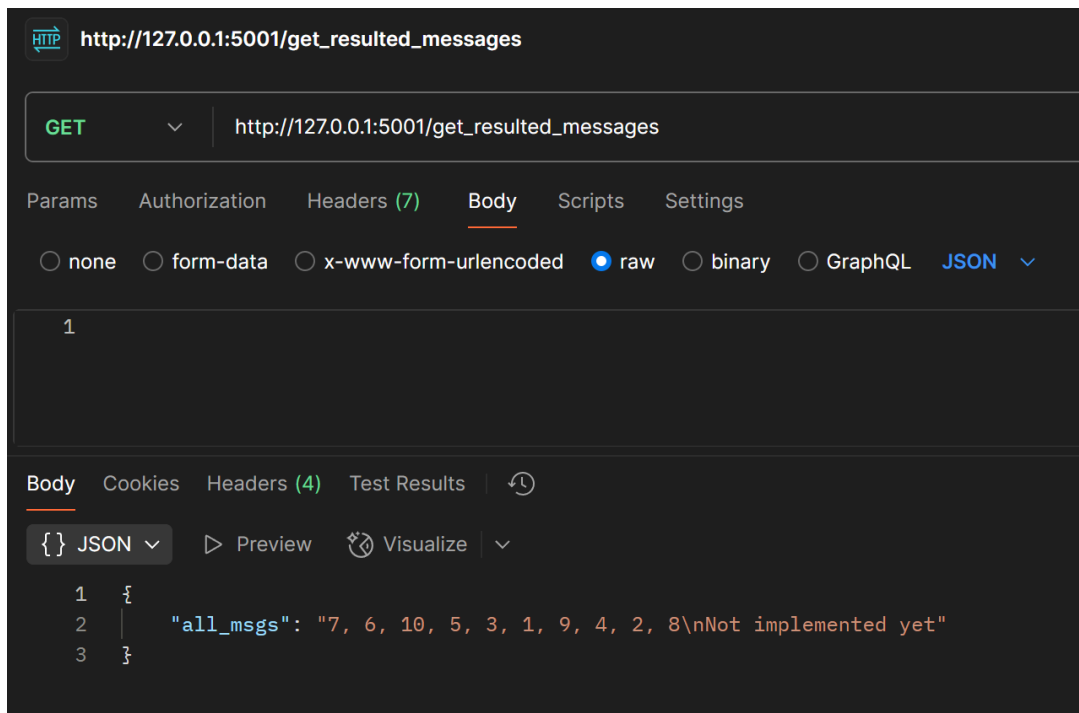 HTTP http://127.0.0.1:5001/get_resulted_messages
GET http://127.0.0.1:5001/get_resulted_messages
Params Authorization Headers (7) Body Scripts Settings
none form-data x-www-form-urlencoded raw binary GraphQL JSON
1
Body Cookies Headers (4) Test Results
{} JSON Preview Visualize
1 {
2 "all_msgs": "7, 6, 10, 5, 3, 1, 9, 4, 2, 8\nNot implemented yet"
3 }